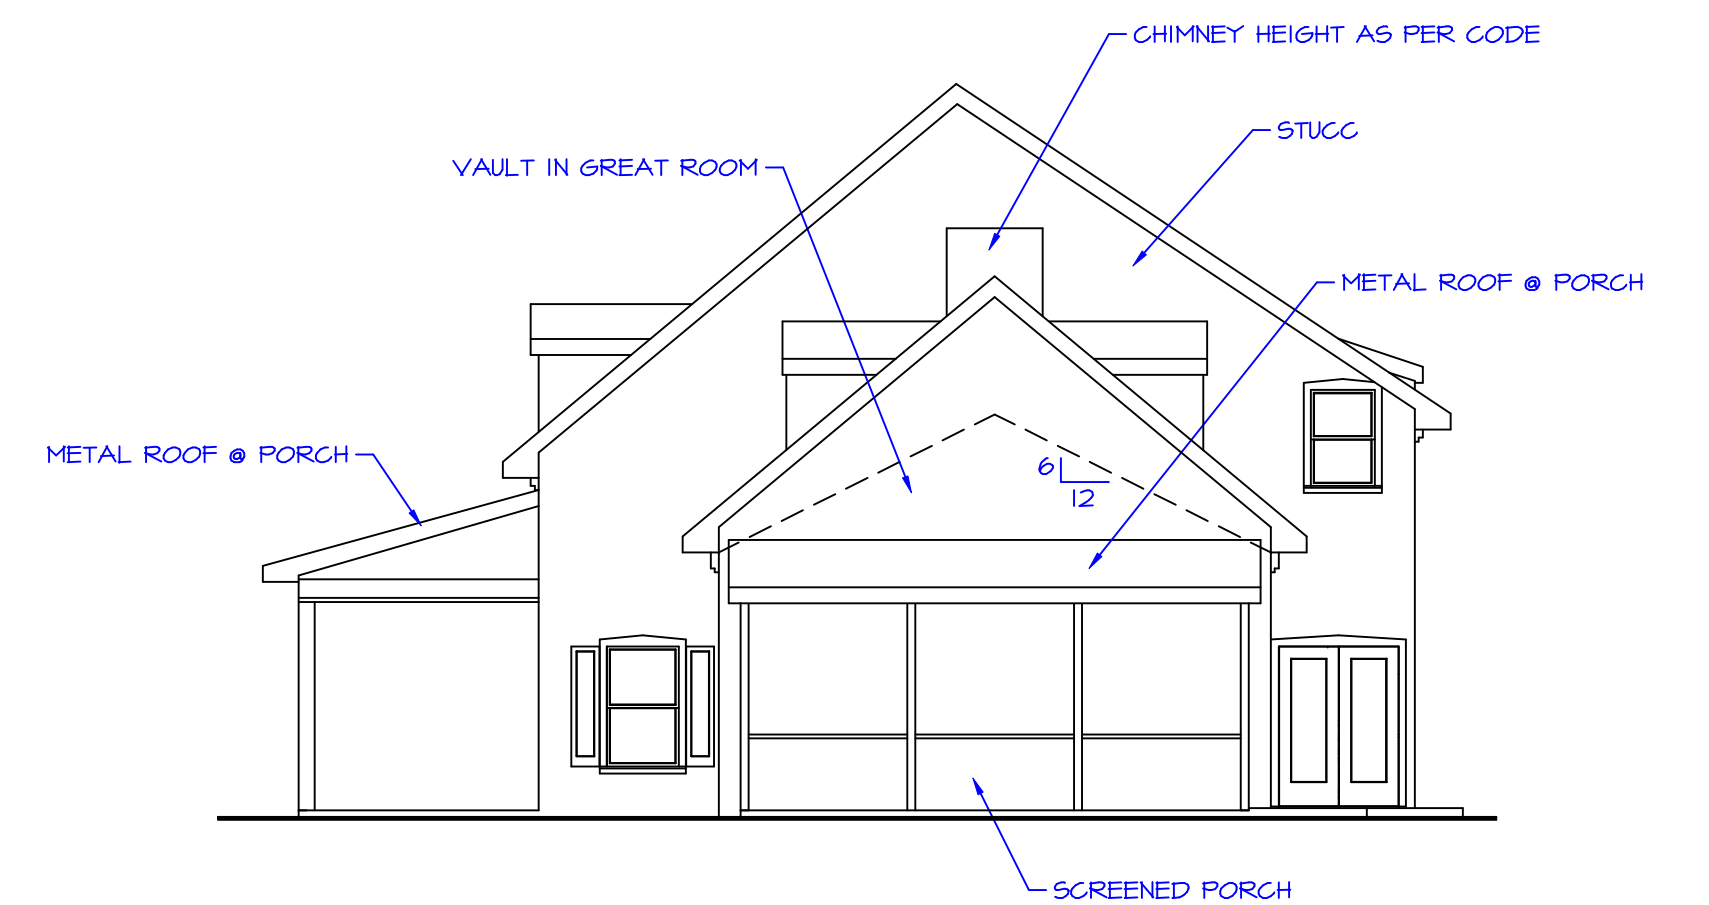 CHIMNEY HEIGHT AS PER CODE
STUCC
VAULT IN GREAT ROOM
METAL ROOF @ PORCH
METAL ROOF @ PORCH
6
12
SCREENED PORCH